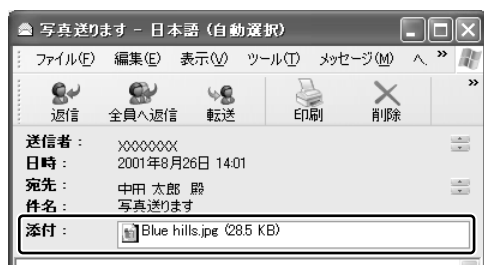 写真送ります - 日本語 (自動選択)
ファイル(F) 編集(E) 表示(V) ツール(T) メッセージ(M) ヘ »
返信 全員へ返信 転送 印刷 削除 »
送信者： XXXXXXXX
日時： 2001年8月26日 14:01
宛先： 中田 太郎 殿
件名： 写真送ります
添付： Blue hills.jpg (28.5 KB)